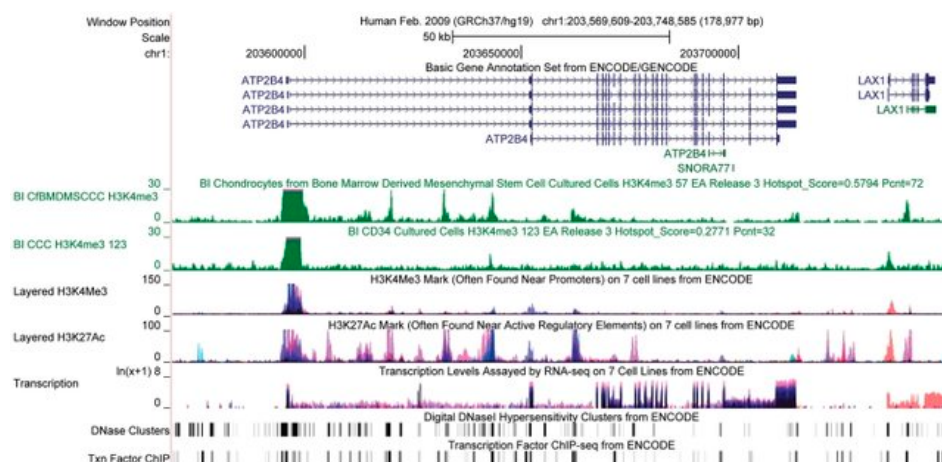 Window Position Human Feb. 2009 (GRCh37/hg19) chr1:203,569,609-203,748,585 (178,977 bp)
Scale 50 kb
chr1: 203600000 203650000 203700000
Basic Gene Annotation Set from ENCODE/GENCODE
ATP2B4 LAX1
ATP2B4 LAX1
ATP2B4 LAX1
ATP2B4
ATP2B4
ATP2B4
SNORA77
BI Chondrocytes from Bone Marrow Derived Mesenchymal Stem Cell Cultured Cells H3K4me3 57 EA Release 3 Hotspot_Score=0.5794 Pcnt=72
30
BI CfBMDMSCCC H3K4me3
0
BI CD34 Cultured Cells H3K4me3 123 EA Release 3 Hotspot_Score=0.2771 Pcnt=32
30
BI CCC H3K4me3 123
0
H3K4Me3 Mark (Often Found Near Promoters) on 7 cell lines from ENCODE
150
Layered H3K4Me3
0
H3K27Ac Mark (Often Found Near Active Regulatory Elements) on 7 cell lines from ENCODE
100
Layered H3K27Ac
0
Transcription Levels Assayed by RNA-seq on 7 Cell Lines from ENCODE
ln(x+1) 8
Transcription
0
Digital DNaseI Hypersensitivity Clusters from ENCODE
DNase Clusters
Transcription Factor ChIP-seq from ENCODE
Txn Factor ChIP